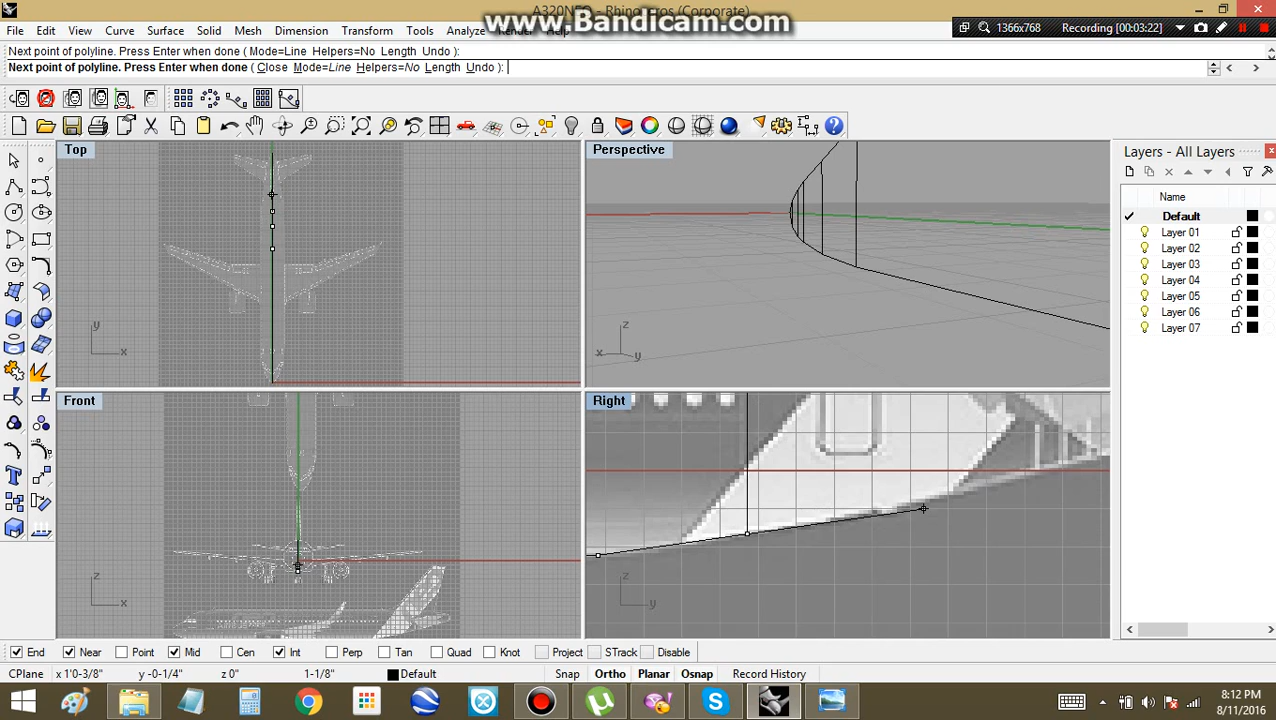 www.Bandicam.com
1366x768
Recording [00:03:22]
File Edit View Curve Surface Solid Mesh Dimension Transform Tools Analyze
Next point of polyline. Press Enter when done ( Mode=Line Helpers=No Length Undo ):
Next point of polyline. Press Enter when done ( Close Mode=Line Helpers=No Length Undo ):
Top
Perspective
Layers - All Layers
Name
Default
Layer 01
Layer 02
Layer 03
Layer 04
Layer 05
Layer 06
Layer 07
y
x
z
x
y
Front
Right
z
x
z
y
End Near Point Mid Cen Int Perp Tan Quad Knot Project STrack Disable
CPlane x 1'0-3/8" y -0-1/4" z 0" 1-1/8" Default Snap Ortho Planar Osnap Record History
8:12 PM
8/11/2016